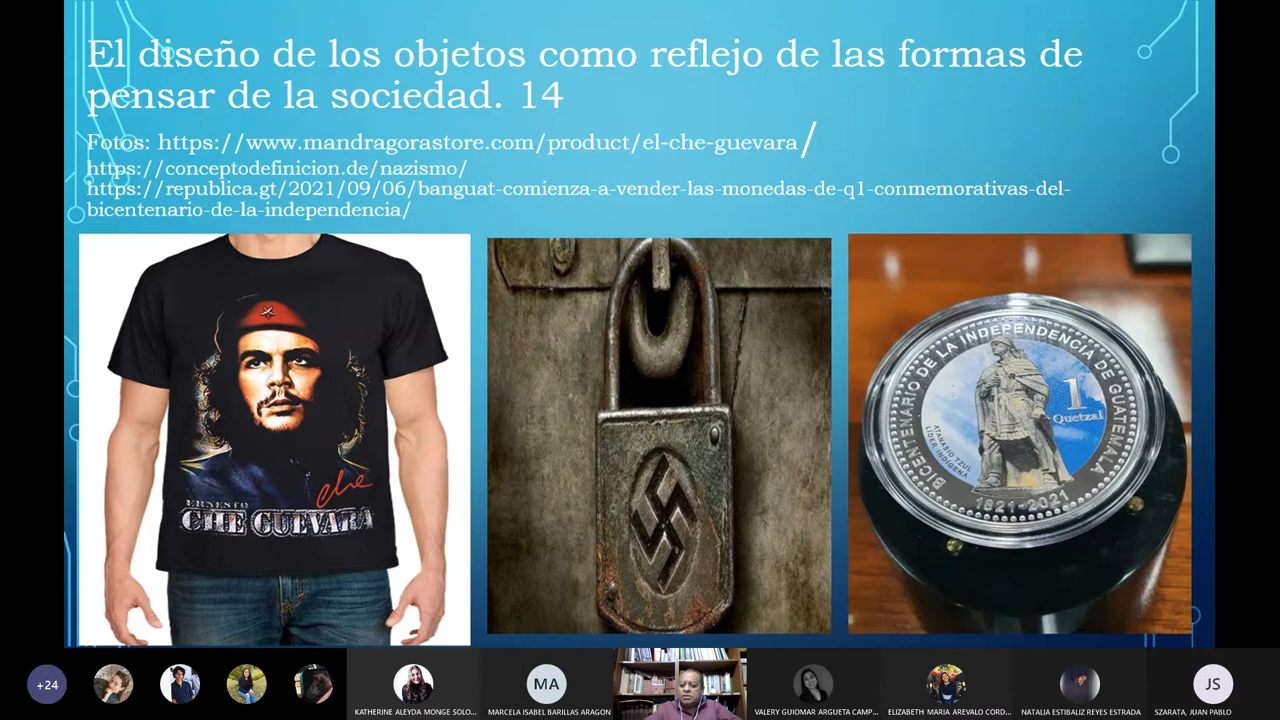 El diseño de los objetos como reflejo de las formas de
pensar de la sociedad. 14
Fotos: https://www.mandragorastore.com/product/el-che-guevara/
https://conceptodefinicion.de/nazismo/
https://republica.gt/2021/09/06/banguat-comienza-a-vender-las-monedas-de-q1-conmemorativas-del-
bicentenario-de-la-independencia/
che
ERNESTO
CHE GUEVARA
BICENTENARIO DE LA INDEPENDENCIA DE GUATEMALA
1
Quetzal
ATANASIO TZUL
LÍDER INDÍGENA
1821-2021
+24
KATHERINE ALEYDA MONGE SOLO...
MA
MARCELA ISABEL BARILLAS ARAGON
VALERY GUIOMAR ARGUETA CAMP...
ELIZABETH MARIA AREVALO CORD...
NATALIA ESTIBALIZ REYES ESTRADA
JS
SZARATA, JUAN PABLO